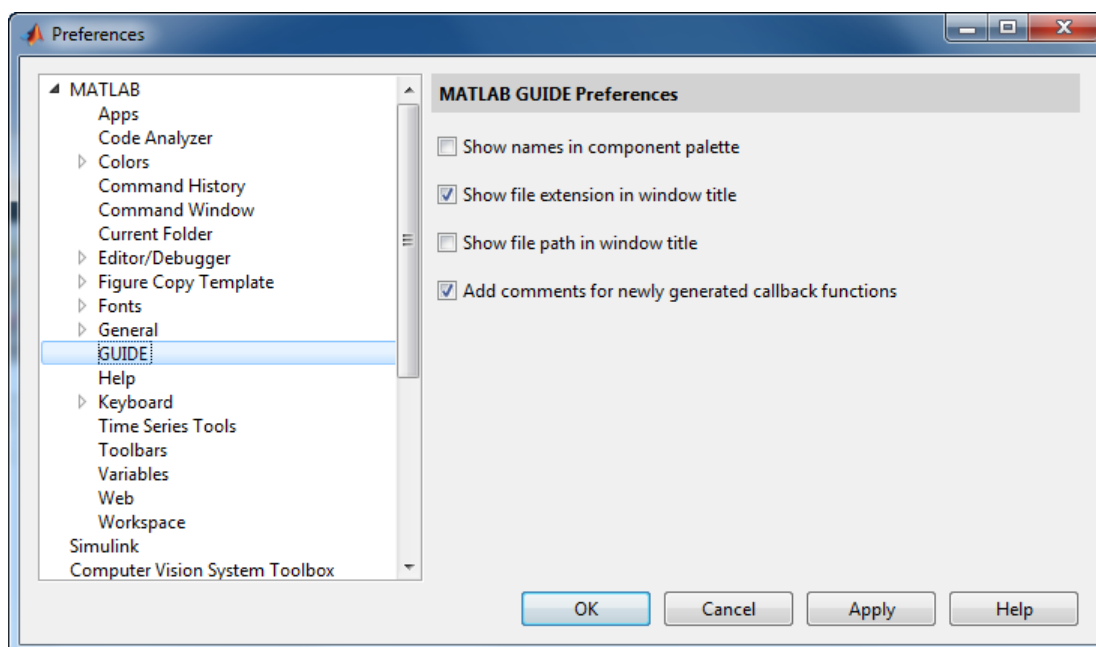 Preferences
MATLAB
Apps
Code Analyzer
Colors
Command History
Command Window
Current Folder
Editor/Debugger
Figure Copy Template
Fonts
General
GUIDE
Help
Keyboard
Time Series Tools
Toolbars
Variables
Web
Workspace
Simulink
Computer Vision System Toolbox
MATLAB GUIDE Preferences
Show names in component palette
Show file extension in window title
Show file path in window title
Add comments for newly generated callback functions
OK Cancel Apply Help